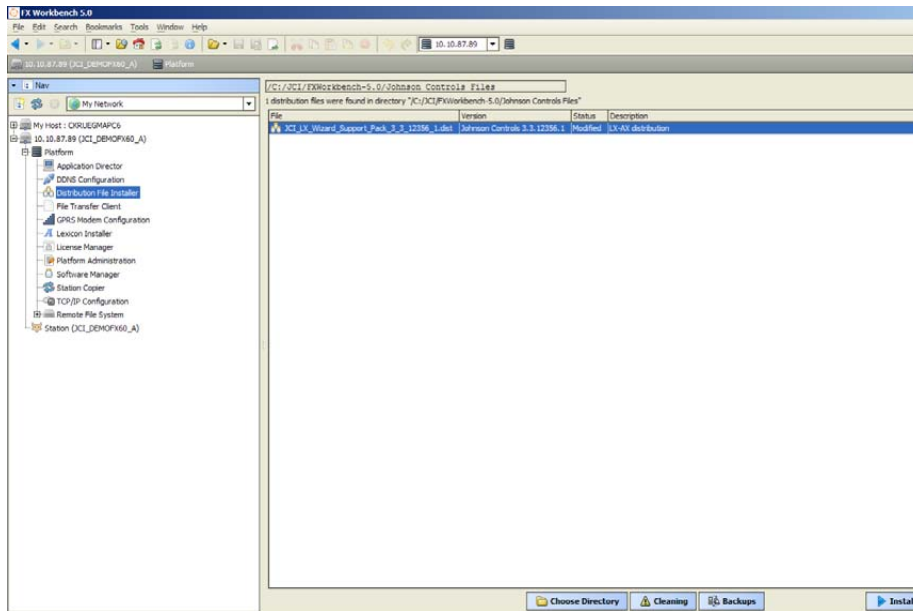 FX Workbench 5.0
File Edit Search Bookmarks Tools Window Help
10.10.87.89
10.10.87.89 (JCI_DEMOFX60_A) Platform
Nav
My Network
My Host : CKRUEGMAPC6
10.10.87.89 (JCI_DEMOFX60_A)
Platform
Application Director
DDNS Configuration
Distribution File Installer
File Transfer Client
GPRS Modem Configuration
Lexicon Installer
License Manager
Platform Administration
Software Manager
Station Copier
TCP/IP Configuration
Remote File System
Station (JCI_DEMOFX60_A)
/C:/JCI/FXWorkbench-5.0/Johnson Controls Files
1 distribution files were found in directory "/C:/JCI/FXWorkbench-5.0/Johnson Controls Files"
File Version Status Description
JCI_LX_Wizard_Support_Pack_3_3_12356_1.dist Johnson Controls 3.3.12356.1 Modified LX-AX distribution
Choose Directory Cleaning Backups Instal